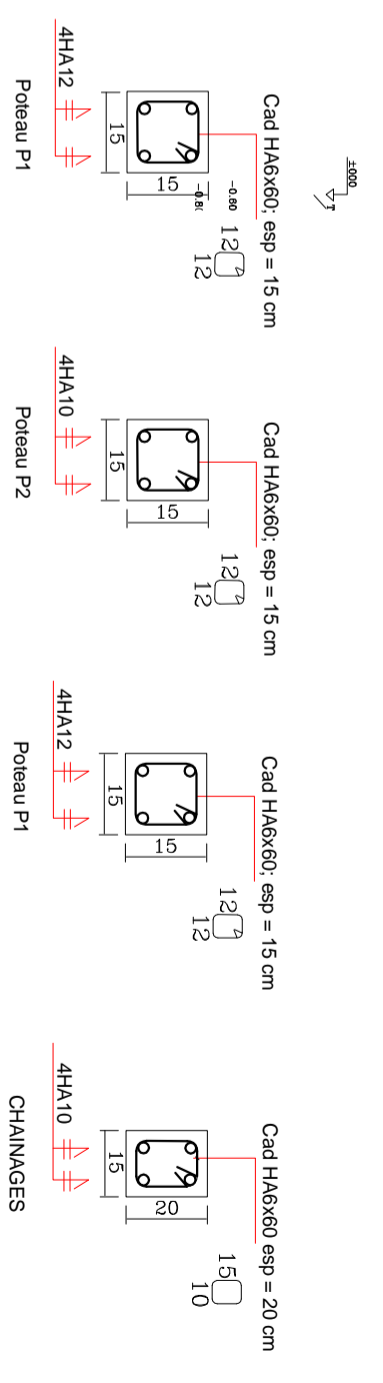 ±000
T
Cad HA6x60; esp = 15 cm
-0.60
-0.80
12
12
15
15
4HA12
Poteau P1
Cad HA6x60; esp = 15 cm
12
12
15
15
4HA10
Poteau P2
Cad HA6x60; esp = 15 cm
12
12
15
15
4HA12
Poteau P1
Cad HA6x60 esp = 20 cm
15
10
20
15
4HA10
CHAINAGES